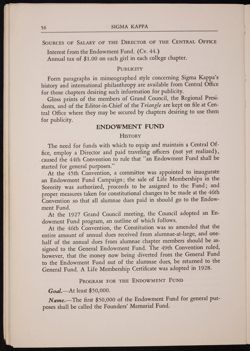 56 SIGMA KAPPA
SOURCES OF SALARY OF THE DIRECTOR OF THE CENTRAL OFFICE
Interest from the Endowment Fund. (Cv. 44.)
Annual tax of $1.00 on each girl in each college chapter.
PUBLICITY
Form paragraphs in mimeographed style concerning Sigma Kappa's
history and international philanthropy are available from Central Office
for those chapters desiring such information for publicity.
Gloss prints of the members of Grand Council, the Regional Presi-
dents, and of the Editor-in-Chief of the Triangle are kept on file at Cen-
tral Office where they may be secured by chapters desiring to use them
for publicity.
ENDOWMENT FUND
HISTORY
The need for funds with which to equip and maintain a Central Of-
fice, employ a Director and paid traveling officers (not yet realized),
caused the 44th Convention to rule that "an Endowment Fund shall be
started for general purposes."
At the 45th Convention, a committee was appointed to inaugurate
an Endowment Fund Campaign; the sale of Life Memberships in the
Sorority was authorized, proceeds to be assigned to the Fund; and
proper measures taken for constitutional changes to be made at the 46th
Convention so that all alumnae dues paid in should go to the Endow-
ment Fund.
At the 1927 Grand Council meeting, the Council adopted an En-
dowment Fund program, an outline of which follows.
At the 46th Convention, the Constitution was so amended that the
entire amount of annual dues received from alumnae-at-large, and one-
half of the annual dues from alumnae chapter members should be as-
signed to the General Endowment Fund. The 49th Convention ruled,
however, that the money now being diverted from the General Fund
to the Endowment Fund out of the alumnae dues, be returned to the
General Fund. A Life Membership Certificate was adopted in 1928.
PROGRAM FOR THE ENDOWMENT FUND
Goal.—At least $50,000.
Name.—The first $50,000 of the Endowment Fund for general pur-
poses shall be called the Founders' Memorial Fund.